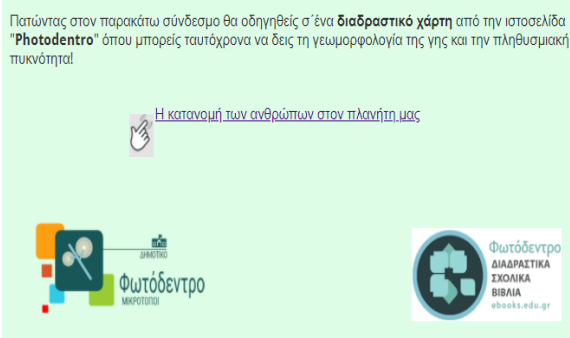 Πατώντας στον παρακάτω σύνδεσμο θα οδηγηθείς σ΄ένα διαδραστικό χάρτη από την ιστοσελίδα
"Photodentro" όπου μπορείς ταυτόχρονα να δεις τη γεωμορφολογία της γης και την πληθυσμιακή
πυκνότητα!
Η κατανομή των ανθρώπων στον πλανήτη μας
ΔΗΜΟΤΙΚΟ
Φωτόδεντρο
ΜΙΚΡΟΤΟΠΟΙ
Φωτόδεντρο
ΔΙΑΔΡΑΣΤΙΚΑ
ΣΧΟΛΙΚΑ
ΒΙΒΛΙΑ
ebooks.edu.gr